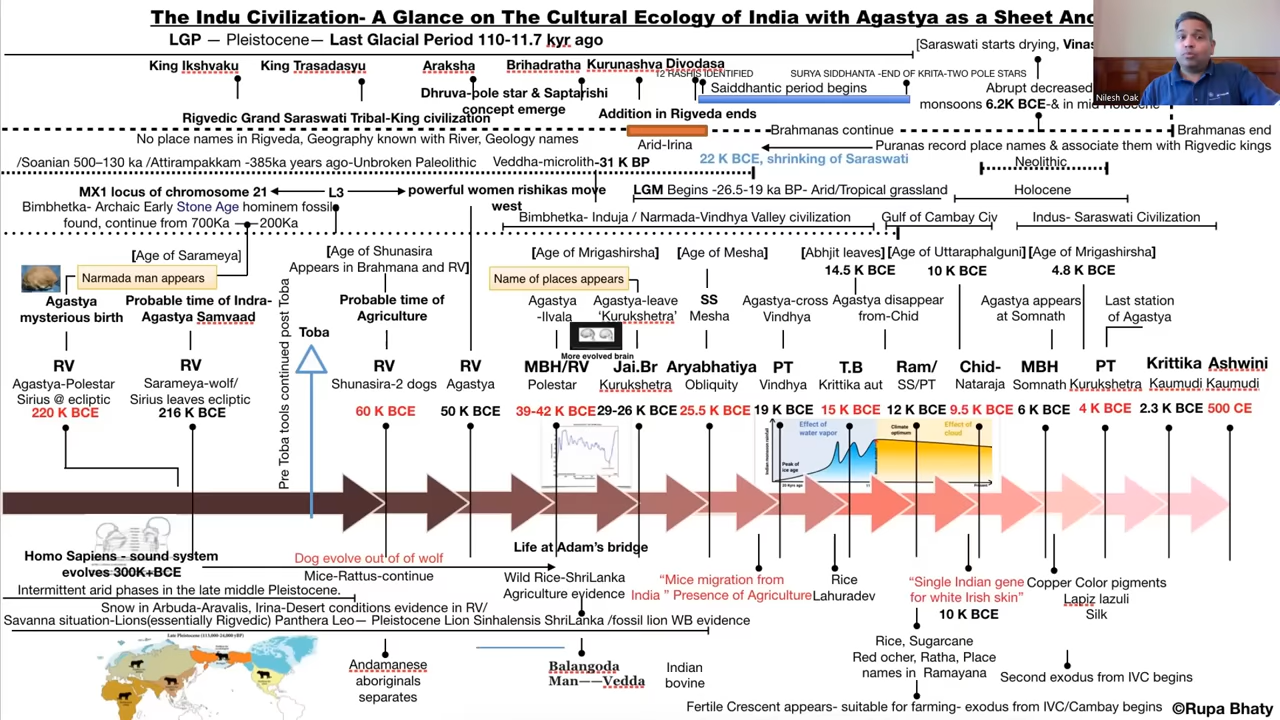 The Indu Civilization- A Glance on The Cultural Ecology of India with Agastya as a Sheet Anc
LGP — Pleistocene— Last Glacial Period 110-11.7 kyr ago
[Saraswati starts drying, Vinas
Nilesh Oak
King Ikshvaku
King Trasadasyu
Araksha
Brihadratha
Kurunashva Divodasa
12 RASHIS IDENTIFIED
SURYA SIDDHANTA -END OF KRITA-TWO POLE STARS
Saiddhantic period begins
Abrupt decreased
monsoons 6.2K BCE-& in mid Holocene
Dhruva-pole star & Saptarishi
concept emerge
Rigvedic Grand Saraswati Tribal-King civilization
Addition in Rigveda ends
Brahmanas continue
Brahmanas end
No place names in Rigveda, Geography known with River, Geology names
Arid-Irina
Puranas record place names & associate them with Rigvedic kings
/Soanian 500–130 ka /Attirampakkam -385ka years ago-Unbroken Paleolithic
Veddha-microlith-31 K BP
22 K BCE, shrinking of Saraswati
Neolithic
MX1 locus of chromosome 21
L3
powerful women rishikas move
west
LGM Begins -26.5-19 ka BP- Arid/Tropical grassland
Holocene
Bimbhetka- Archaic Early Stone Age hominem fossil
found, continue from 700Ka
200Ka
Bimbhetka- Induja / Narmada-Vindhya Valley civilization
Gulf of Cambay Civ
Indus- Saraswati Civilization
[Age of Sarameya]
[Age of Shunasira
Appears in Brahmana and RV]
[Age of Mrigashirsha]
[Age of Mesha]
[Abhijit leaves]
14.5 K BCE
[Age of Uttaraphalguni]
10 K BCE
[Age of Mrigashirsha]
4.8 K BCE
Narmada man appears
Name of places appears
Agastya
mysterious birth
Probable time of Indra-
Agastya Samvaad
Pre Toba tools continued post Toba
Toba
Probable time of
Agriculture
Agastya
-Ilvala
Agastya-leave
‘Kurukshetra’
SS
Mesha
Agastya-cross
Vindhya
Agastya disappear
from-Chid
Agastya appears
at Somnath
Last station
of Agastya
More evolved brain
RV
Agastya-Polestar
Sirius @ ecliptic
220 K BCE
RV
Sarameya-wolf/
Sirius leaves ecliptic
216 K BCE
RV
Shunasira-2 dogs
60 K BCE
RV
Agastya
50 K BCE
MBH/RV
Polestar
39-42 K BCE
Jai.Br
Kurukshetra
29-26 K BCE
Aryabhatiya
Obliquity
25.5 K BCE
PT
Vindhya
19 K BCE
T.B
Krittika aut
15 K BCE
Ram/
SS/PT
12 K BCE
Chid-
Nataraja
9.5 K BCE
MBH
Somnath
6 K BCE
PT
Kurukshetra
4 K BCE
Krittika
Kaumudi
2.3 K BCE
Ashwini
Kaumudi
500 CE
Effect of
water vapor
Climate
optimum
Effect of
cloud
Peak of
ice age
Homo Sapiens - sound system
evolves 300K+BCE
Intermittent arid phases in the late middle Pleistocene.
Dog evolve out of of wolf
Mice-Rattus-continue
Life at Adam’s bridge
Wild Rice-ShriLanka
Agriculture evidence
“Mice migration from
India ” Presence of Agriculture
Rice
Lahuradev
“Single Indian gene
for white Irish skin”
10 K BCE
Copper Color pigments
Lapiz lazuli
Silk
Snow in Arbuda-Aravalis, Irina-Desert conditions evidence in RV/
Savanna situation-Lions(essentially Rigvedic) Panthera Leo— Pleistocene Lion Sinhalensis ShriLanka /fossil lion WB evidence
Andamanese
aboriginals
separates
Balangoda
Man——Vedda
Indian
bovine
Rice, Sugarcane
Red ocher, Ratha, Place
names in Ramayana
Second exodus from IVC begins
Fertile Crescent appears- suitable for farming- exodus from IVC/Cambay begins
©Rupa Bhaty